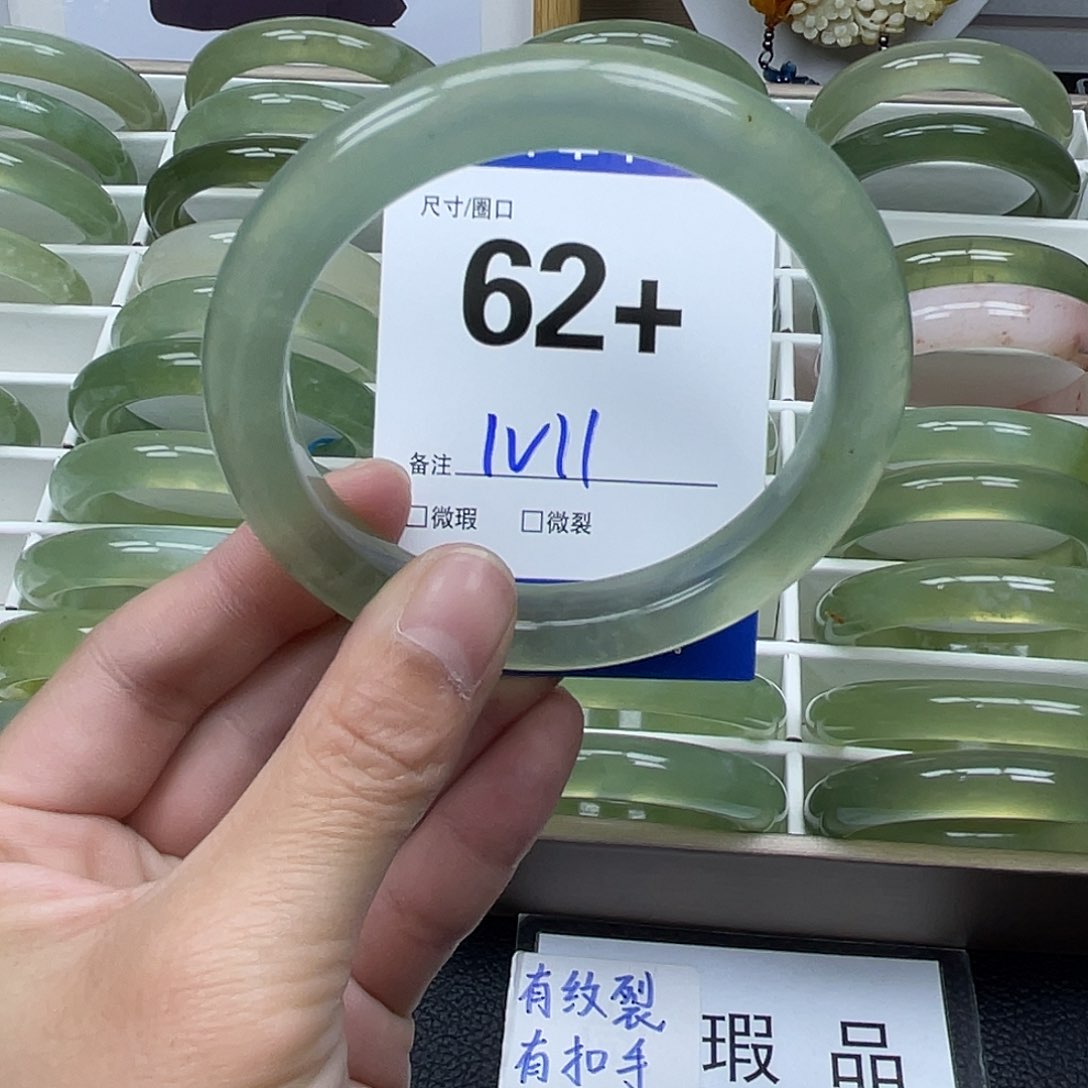 尺寸/圈口
62+
备注 1V11
□微瑕 □微裂
有纹裂
有扣手
瑕品